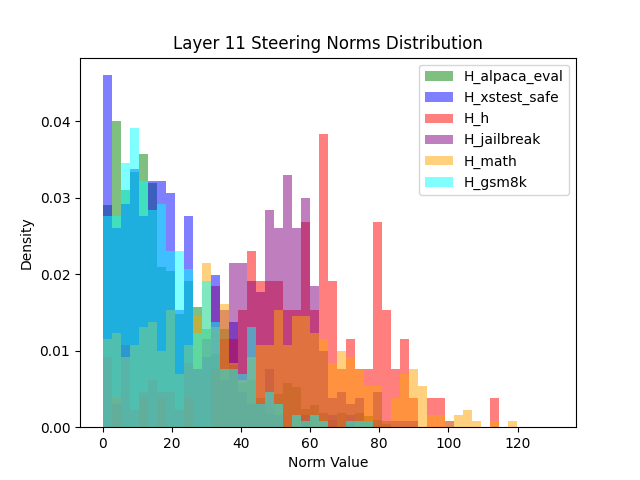 Layer 11 Steering Norms Distribution
H_alpaca_eval
H_xstest_safe
H_h
H_jailbreak
H_math
H_gsm8k
0.04
0.03
0.02
0.01
0.00
Density
0 20 40 60 80 100 120
Norm Value